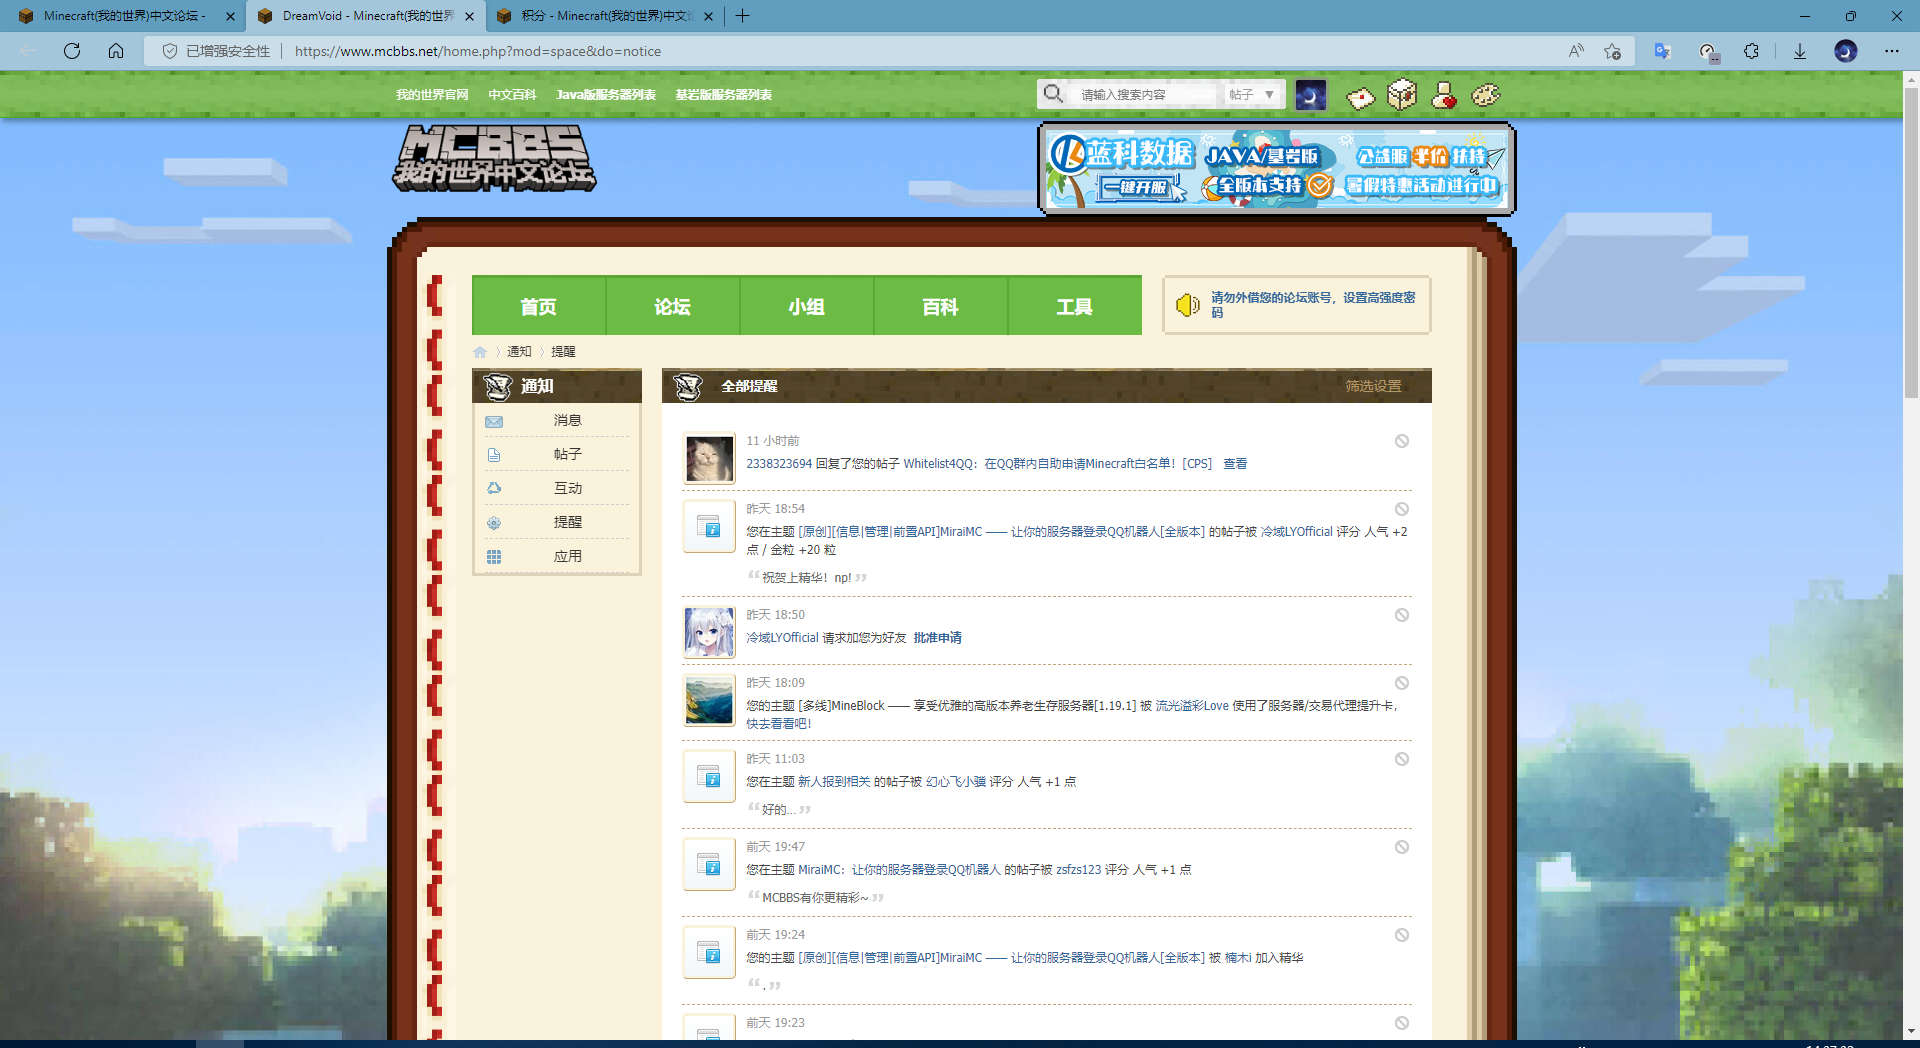 Minecraft(我的世界)中文论坛 -
DreamVoid - Minecraft(我的世界
积分 - Minecraft(我的世界)中文论
已增强安全性
https://www.mcbbs.net/home.php?mod=space&do=notice
我的世界官网 中文百科 Java版服务器列表 基岩版服务器列表
请输入搜索内容 帖子
MCBBS
我的世界中文论坛
蓝科数据 JAVA/基岩版 公益服 半价 扶持
一键开服 全版本支持 暑假特惠活动进行中
首页 论坛 小组 百科 工具
请勿外借您的论坛账号，设置高强度密
码
通知 提醒
通知
消息
帖子
互动
提醒
应用
全部提醒 筛选设置
11 小时前
2338323694 回复了您的帖子 Whitelist4QQ：在QQ群内自助申请Minecraft白名单！[CPS] 查看
昨天 18:54
您在主题 [原创][信息|管理|前置API]MiraiMC —— 让你的服务器登录QQ机器人[全版本] 的帖子被 冷域LYOfficial 评分 人气 +2
点 / 金粒 +20 粒
“祝贺上精华！np!”
昨天 18:50
冷域LYOfficial 请求加您为好友 批准申请
昨天 18:09
您的主题 [多线]MineBlock —— 享受优雅的高版本养老生存服务器[1.19.1] 被 流光溢彩Love 使用了服务器/交易代理提升卡，
快去看看吧！
昨天 11:03
您在主题 新人报到相关 的帖子被 幻心飞小骥 评分 人气 +1 点
“好的...”
前天 19:47
您在主题 MiraiMC：让你的服务器登录QQ机器人 的帖子被 zsfzs123 评分 人气 +1 点
“MCBBS有你更精彩~”
前天 19:24
您的主题 [原创][信息|管理|前置API]MiraiMC —— 让你的服务器登录QQ机器人[全版本] 被 楠木i 加入精华
“.”
前天 19:23